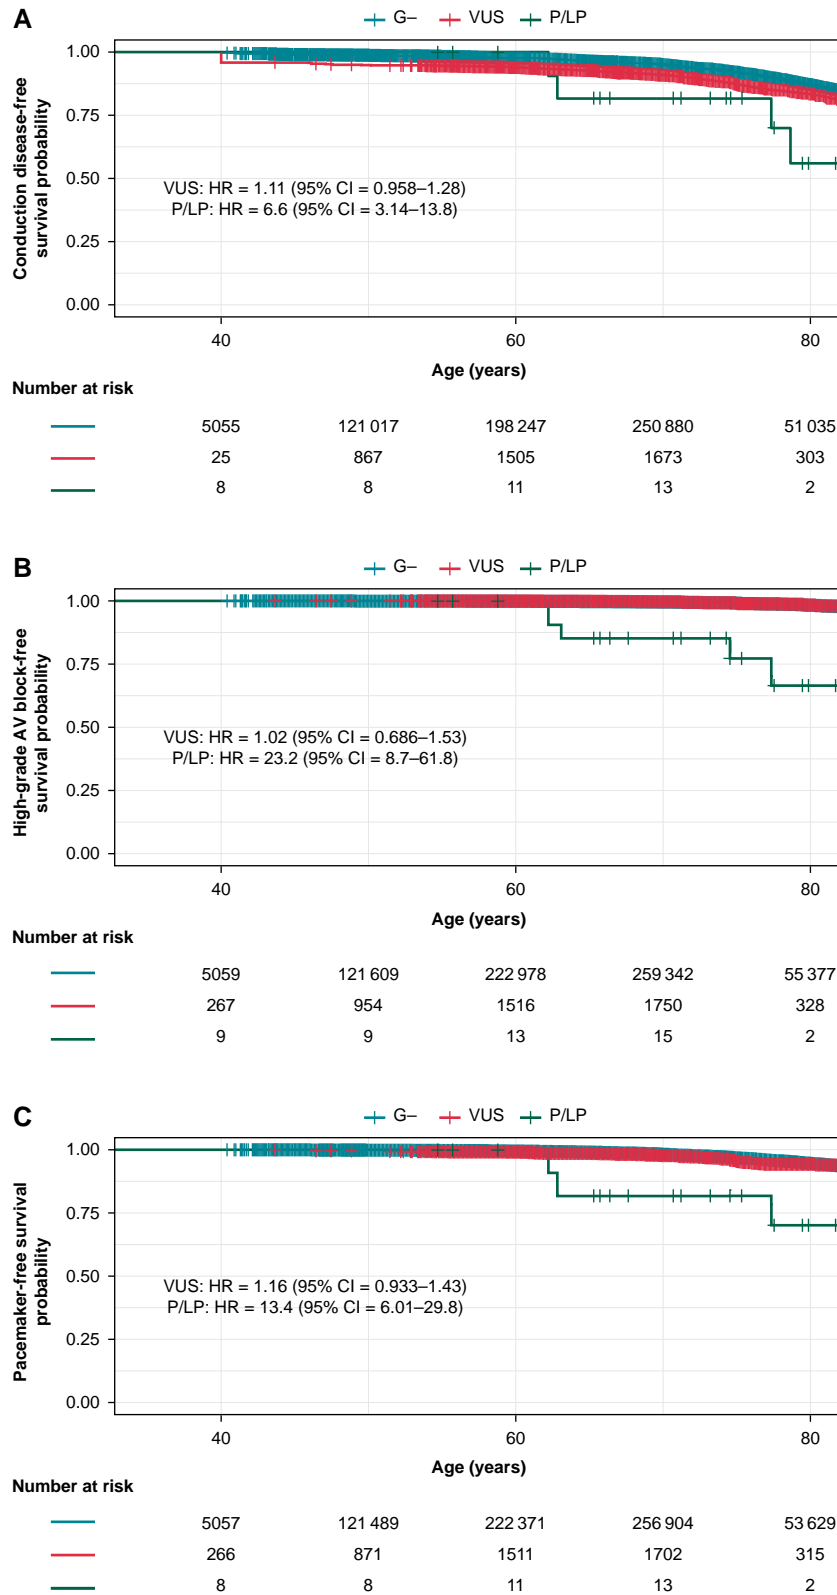 A
G– VUS P/LP
Conduction disease-free
survival probability
1.00
0.75
0.50
0.25
0.00
VUS: HR = 1.11 (95% CI = 0.958–1.28)
P/LP: HR = 6.6 (95% CI = 3.14–13.8)
40 60 80
Age (years)
Number at risk
5055 121 017 198 247 250 880 51 035
25 867 1505 1673 303
8 8 11 13 2
B
G– VUS P/LP
High-grade AV block-free
survival probability
1.00
0.75
0.50
0.25
0.00
VUS: HR = 1.02 (95% CI = 0.686–1.53)
P/LP: HR = 23.2 (95% CI = 8.7–61.8)
40 60 80
Age (years)
Number at risk
5059 121 609 222 978 259 342 55 377
267 954 1516 1750 328
9 9 13 15 2
C
G– VUS P/LP
Pacemaker-free survival
probability
1.00
0.75
0.50
0.25
0.00
VUS: HR = 1.16 (95% CI = 0.933–1.43)
P/LP: HR = 13.4 (95% CI = 6.01–29.8)
40 60 80
Age (years)
Number at risk
5057 121 489 222 371 256 904 53 629
266 871 1511 1702 315
8 8 11 13 2